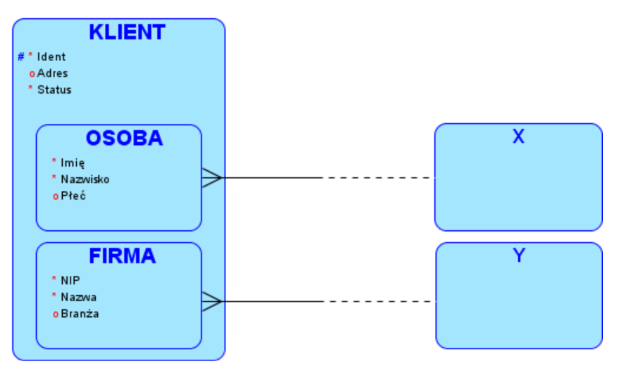 KLIENT
# * Ident
o Adres
* Status
OSOBA
* Imię
* Nazwisko
o Płeć
X
FIRMA
* NIP
* Nazwa
o Branża
Y